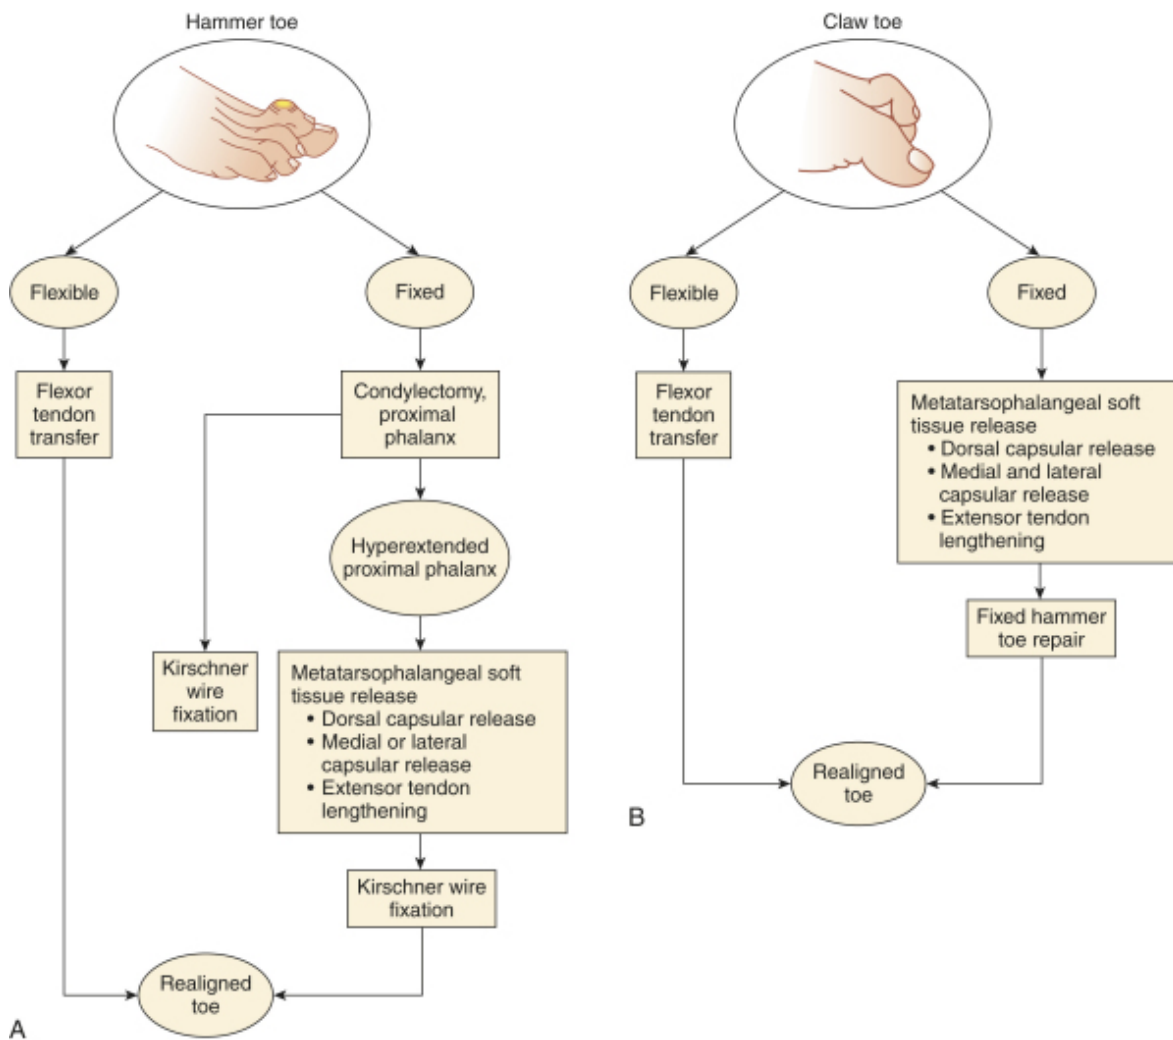 Hammer toe
Flexible
Fixed
Flexor
tendon
transfer
Condylectomy,
proximal
phalanx
Hyperextended
proximal phalanx
Kirschner
wire
fixation
Metatarsophalangeal soft
tissue release
• Dorsal capsular release
• Medial or lateral
capsular release
• Extensor tendon
lengthening
Kirschner wire
fixation
Realigned
toe
A
Claw toe
Flexible
Fixed
Flexor
tendon
transfer
Metatarsophalangeal soft
tissue release
• Dorsal capsular release
• Medial and lateral
capsular release
• Extensor tendon
lengthening
Fixed hammer
toe repair
Realigned
toe
B